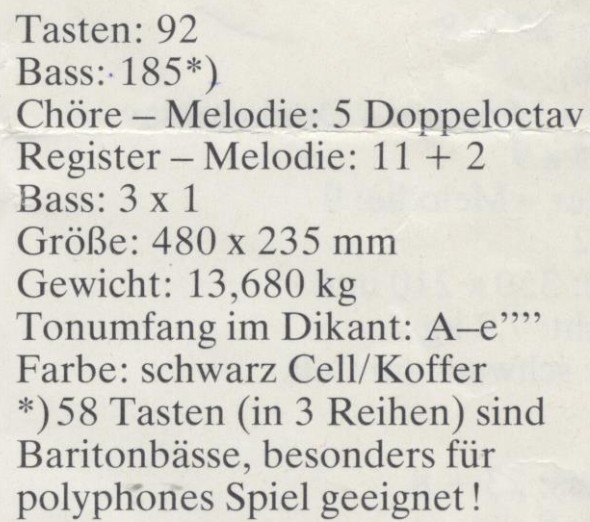 Tasten: 92
Bass: 185*)
Chöre – Melodie: 5 Doppeloctav
Register – Melodie: 11 + 2
Bass: 3 x 1
Größe: 480 x 235 mm
Gewicht: 13,680 kg
Tonumfang im Dikant: A–e""
Farbe: schwarz Cell/Koffer
*) 58 Tasten (in 3 Reihen) sind
Baritonbässe, besonders für
polyphones Spiel geeignet!